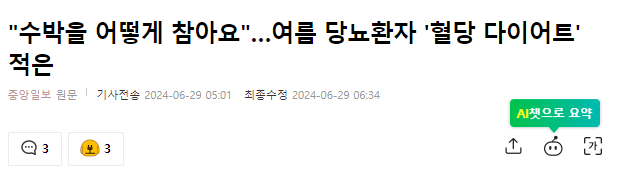 "수박을 어떻게 참아요"…여름 당뇨환자 '혈당 다이어트'
적은
중앙일보 원문 기사전송 2024-06-29 05:01 최종수정 2024-06-29 06:34
AI챗으로 요약
3 3 가